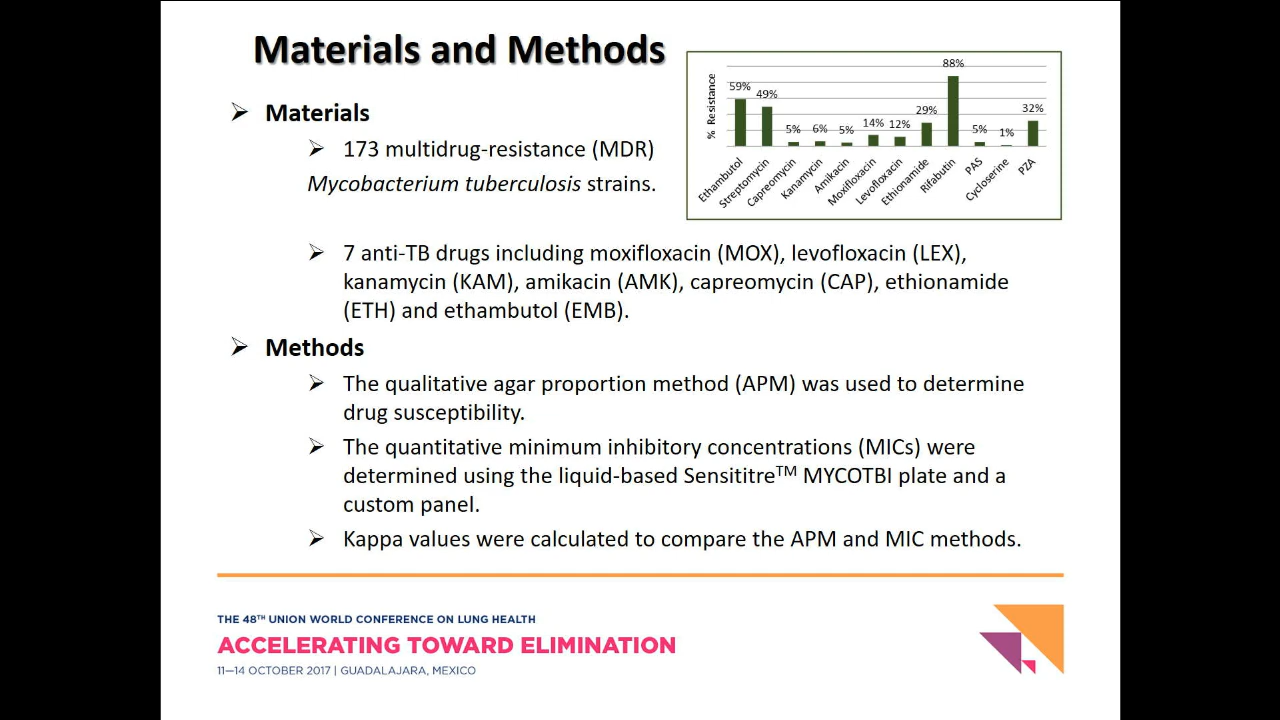 Materials and Methods
Materials
173 multidrug-resistance (MDR)
Mycobacterium tuberculosis strains.
% Resistance
59%
49%
5%
6%
5%
14%
12%
29%
88%
5%
1%
32%
Ethambutol
Streptomycin
Capreomycin
Kanamycin
Amikacin
Moxifloxacin
Levofloxacin
Ethionamide
Rifabutin
PAS
Cycloserine
PZA
7 anti-TB drugs including moxifloxacin (MOX), levofloxacin (LEX),
kanamycin (KAM), amikacin (AMK), capreomycin (CAP), ethionamide
(ETH) and ethambutol (EMB).
Methods
The qualitative agar proportion method (APM) was used to determine
drug susceptibility.
The quantitative minimum inhibitory concentrations (MICs) were
determined using the liquid-based Sensititre™ MYCOTBI plate and a
custom panel.
Kappa values were calculated to compare the APM and MIC methods.
THE 48TH UNION WORLD CONFERENCE ON LUNG HEALTH
ACCELERATING TOWARD ELIMINATION
11—14 OCTOBER 2017 | GUADALAJARA, MEXICO